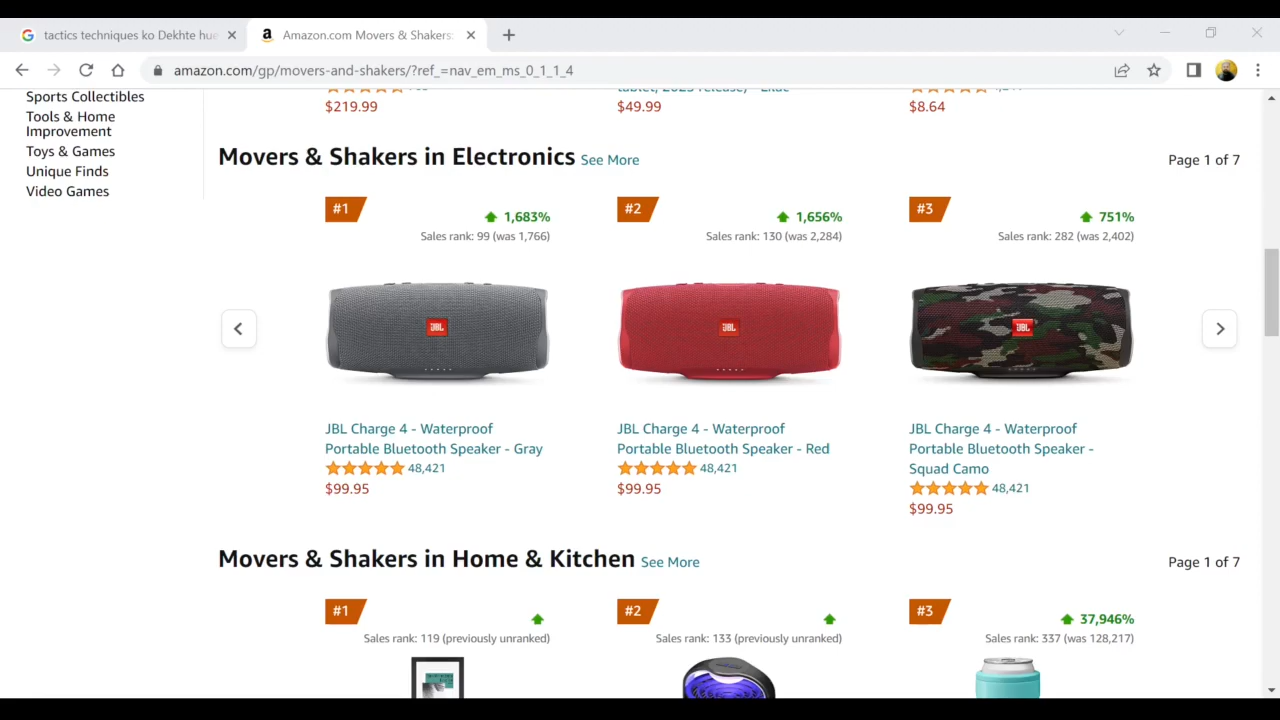 tactics techniques ko Dekhte hue
Amazon.com Movers & Shakers:
amazon.com/gp/movers-and-shakers/?ref_=nav_em_ms_0_1_1_4
Sports Collectibles
Tools & Home
Improvement
Toys & Games
Unique Finds
Video Games
$219.99
$49.99
$8.64
Movers & Shakers in Electronics See More
Page 1 of 7
#1
1,683%
Sales rank: 99 (was 1,766)
#2
1,656%
Sales rank: 130 (was 2,284)
#3
751%
Sales rank: 282 (was 2,402)
JBL
JBL
JBL
JBL Charge 4 - Waterproof
Portable Bluetooth Speaker - Gray
48,421
$99.95
JBL Charge 4 - Waterproof
Portable Bluetooth Speaker - Red
48,421
$99.95
JBL Charge 4 - Waterproof
Portable Bluetooth Speaker -
Squad Camo
48,421
$99.95
Movers & Shakers in Home & Kitchen See More
Page 1 of 7
#1
Sales rank: 119 (previously unranked)
#2
Sales rank: 133 (previously unranked)
#3
37,946%
Sales rank: 337 (was 128,217)